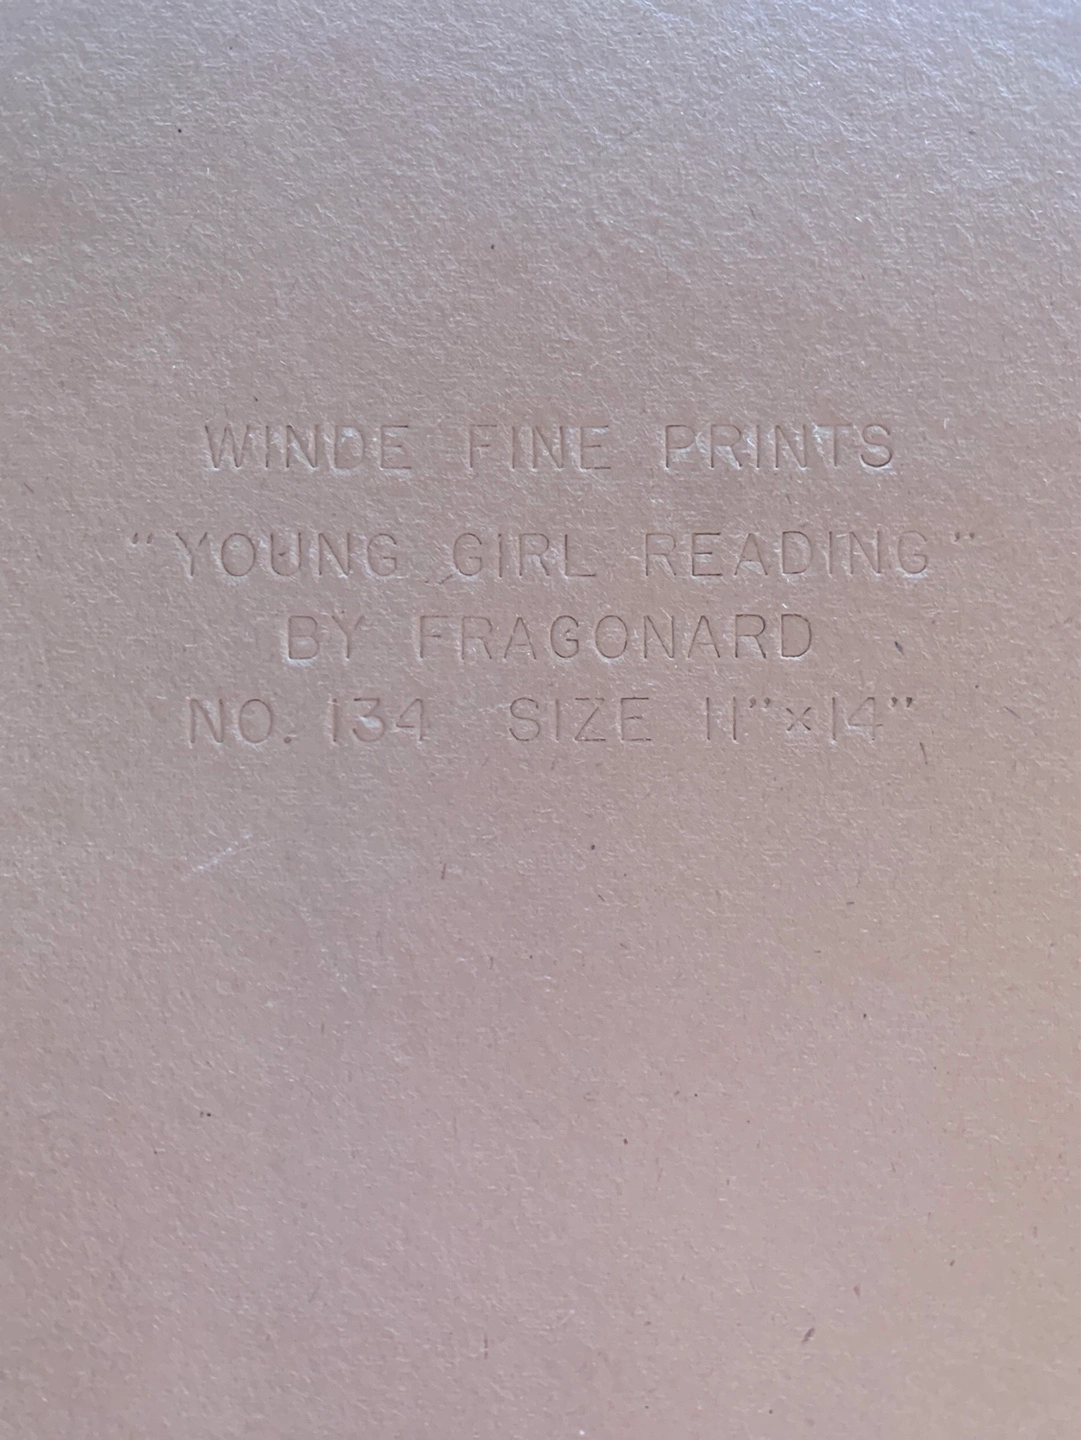 WINDE FINE PRINTS
"YOUNG GIRL READING"
BY FRAGONARD
NO. 134 SIZE 11"×14"